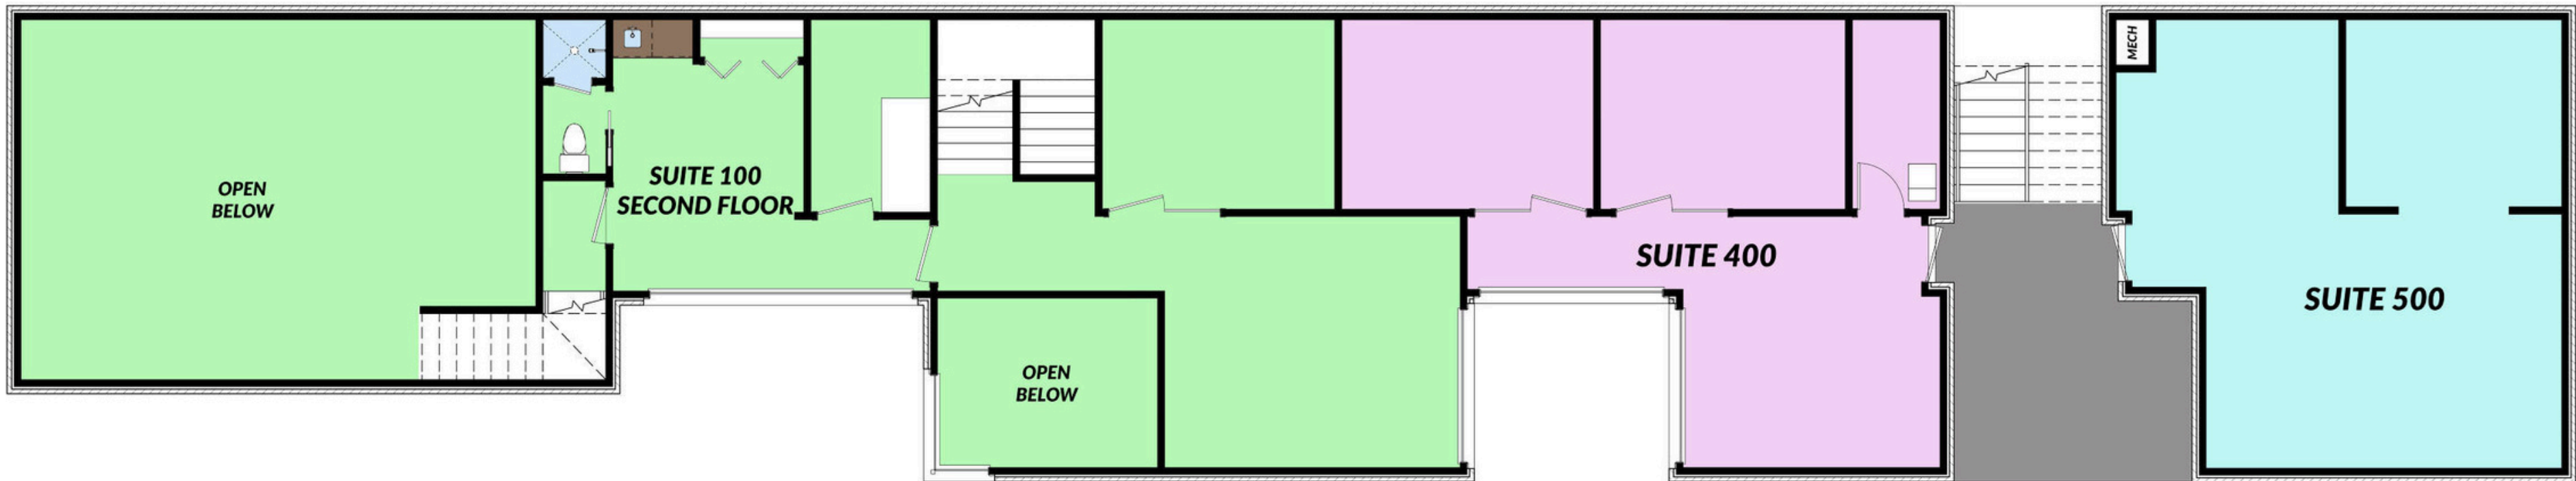 OPEN
BELOW
SUITE 100
SECOND FLOOR
OPEN
BELOW
SUITE 400
MECH
SUITE 500